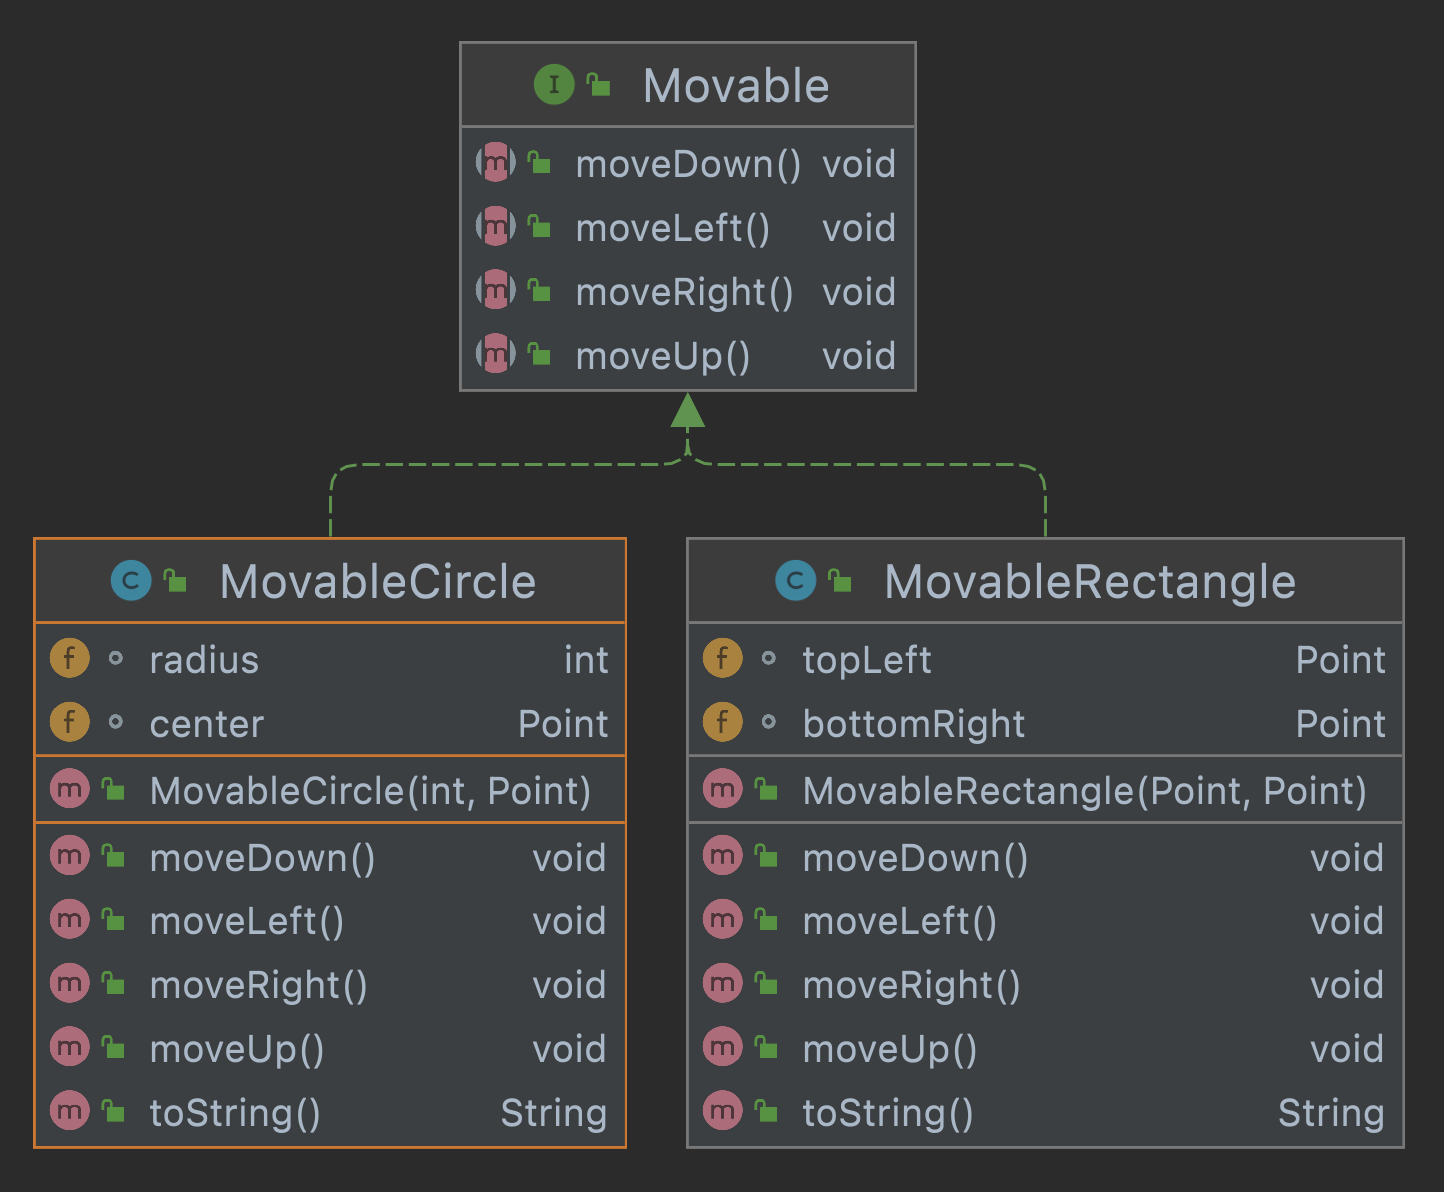 I Movable
m moveDown() void
m moveLeft() void
m moveRight() void
m moveUp() void
C MovableCircle
f radius int
f center Point
m MovableCircle(int, Point)
m moveDown() void
m moveLeft() void
m moveRight() void
m moveUp() void
m toString() String
C MovableRectangle
f topLeft Point
f bottomRight Point
m MovableRectangle(Point, Point)
m moveDown() void
m moveLeft() void
m moveRight() void
m moveUp() void
m toString() String